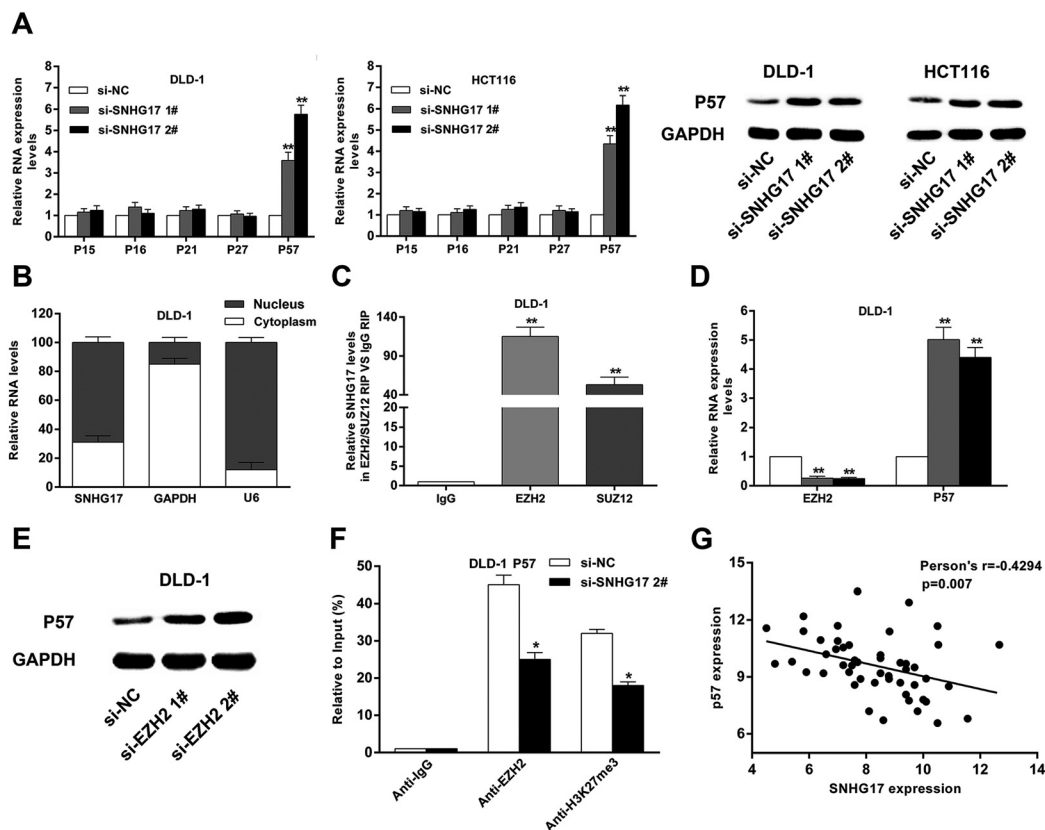 A
Relative RNA expression
levels
8
6
4
2
1
0
DLD-1
si-NC
si-SNHG17 1#
si-SNHG17 2#
**
**
P15 P16 P21 P27 P57
Relative RNA expression
levels
8
6
4
2
1
0
HCT116
si-NC
si-SNHG17 1#
si-SNHG17 2#
**
**
P15 P16 P21 P27 P57
DLD-1 HCT116
P57
GAPDH
si-NC
si-SNHG17 1#
si-SNHG17 2#
si-NC
si-SNHG17 1#
si-SNHG17 2#
B
DLD-1
Nucleus
Cytoplasm
Relative RNA levels
120
100
80
60
40
20
0
SNHG17 GAPDH U6
C
DLD-1
Relative SNHG17 levels
in EZH2/SUZ12 RIP VS IgG RIP
140
115
90
65
40
20
15
10
5
0
**
**
IgG EZH2 SUZ12
D
DLD-1
Relative RNA expression
levels
6
5
4
3
2
1
0
** **
**
**
EZH2 P57
E
DLD-1
P57
GAPDH
si-NC
si-EZH2 1#
si-EZH2 2#
F
DLD-1 P57
si-NC
si-SNHG17 2#
Relative to Input (%)
50
40
30
20
10
0
*
*
Anti-IgG
Anti-EZH2
Anti-H3K27me3
G
Person's r=-0.4294
p=0.007
p57 expression
15
12
9
6
4 6 8 10 12 14
SNHG17 expression